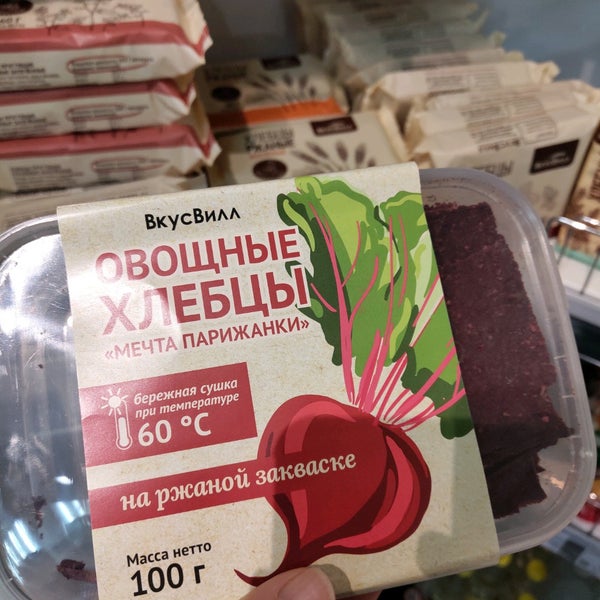 ВкусВилл
ОВОЩНЫЕ
ХЛЕБЦЫ
«МЕЧТА ПАРИЖАНКИ»
бережная сушка
при температуре
60 °C
на ржаной закваске
Масса нетто
100 г